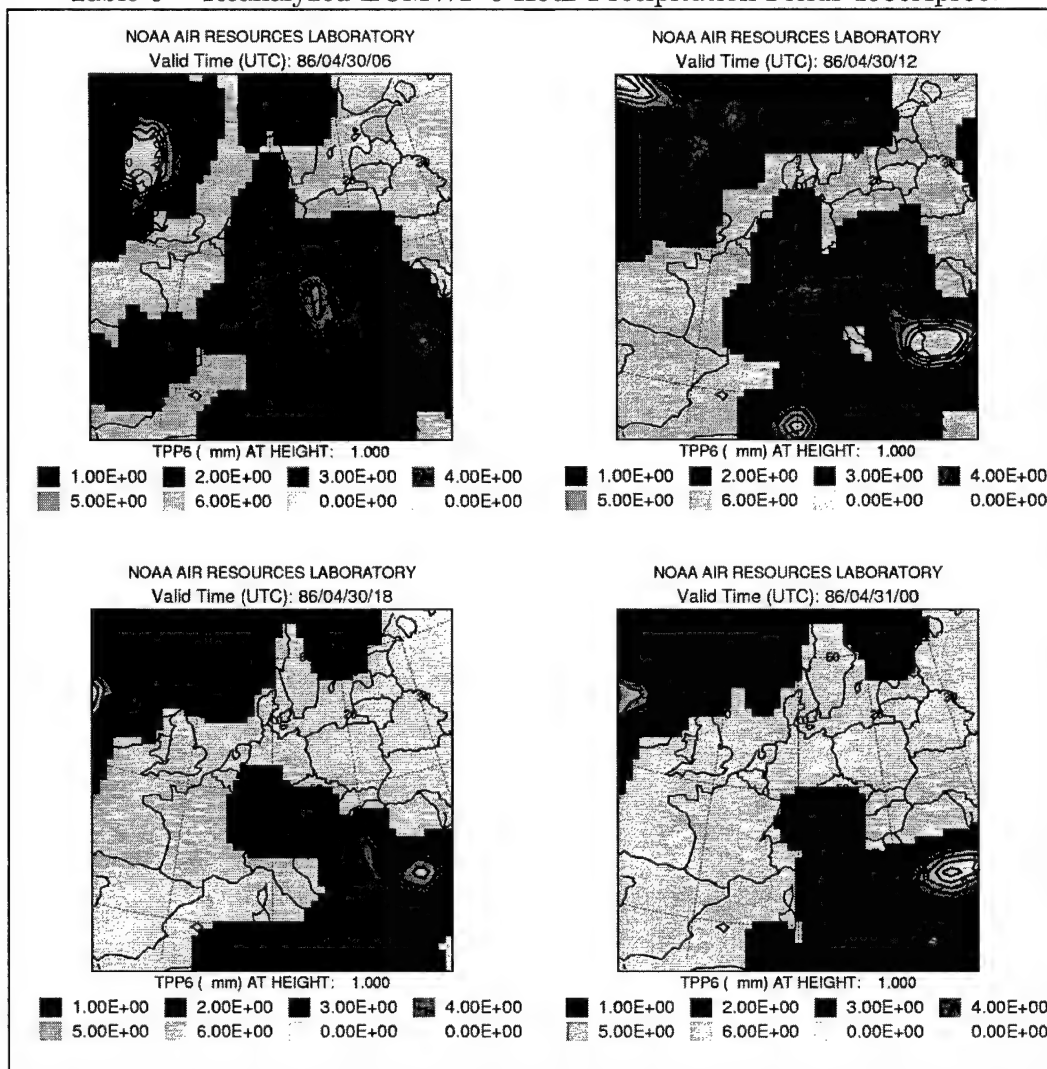 NOAA AIR RESOURCES LABORATORY
Valid Time (UTC): 86/04/30/06
TPP6 ( mm) AT HEIGHT: 1.000
1.00E+00 2.00E+00 3.00E+00 4.00E+00
5.00E+00 6.00E+00 0.00E+00 0.00E+00
NOAA AIR RESOURCES LABORATORY
Valid Time (UTC): 86/04/30/12
TPP6 ( mm) AT HEIGHT: 1.000
1.00E+00 2.00E+00 3.00E+00 4.00E+00
5.00E+00 6.00E+00 0.00E+00 0.00E+00
NOAA AIR RESOURCES LABORATORY
Valid Time (UTC): 86/04/30/18
TPP6 ( mm) AT HEIGHT: 1.000
1.00E+00 2.00E+00 3.00E+00 4.00E+00
5.00E+00 6.00E+00 0.00E+00 0.00E+00
NOAA AIR RESOURCES LABORATORY
Valid Time (UTC): 86/04/31/00
60
TPP6 ( mm) AT HEIGHT: 1.000
1.00E+00 2.00E+00 3.00E+00 4.00E+00
5.00E+00 6.00E+00 0.00E+00 0.00E+00